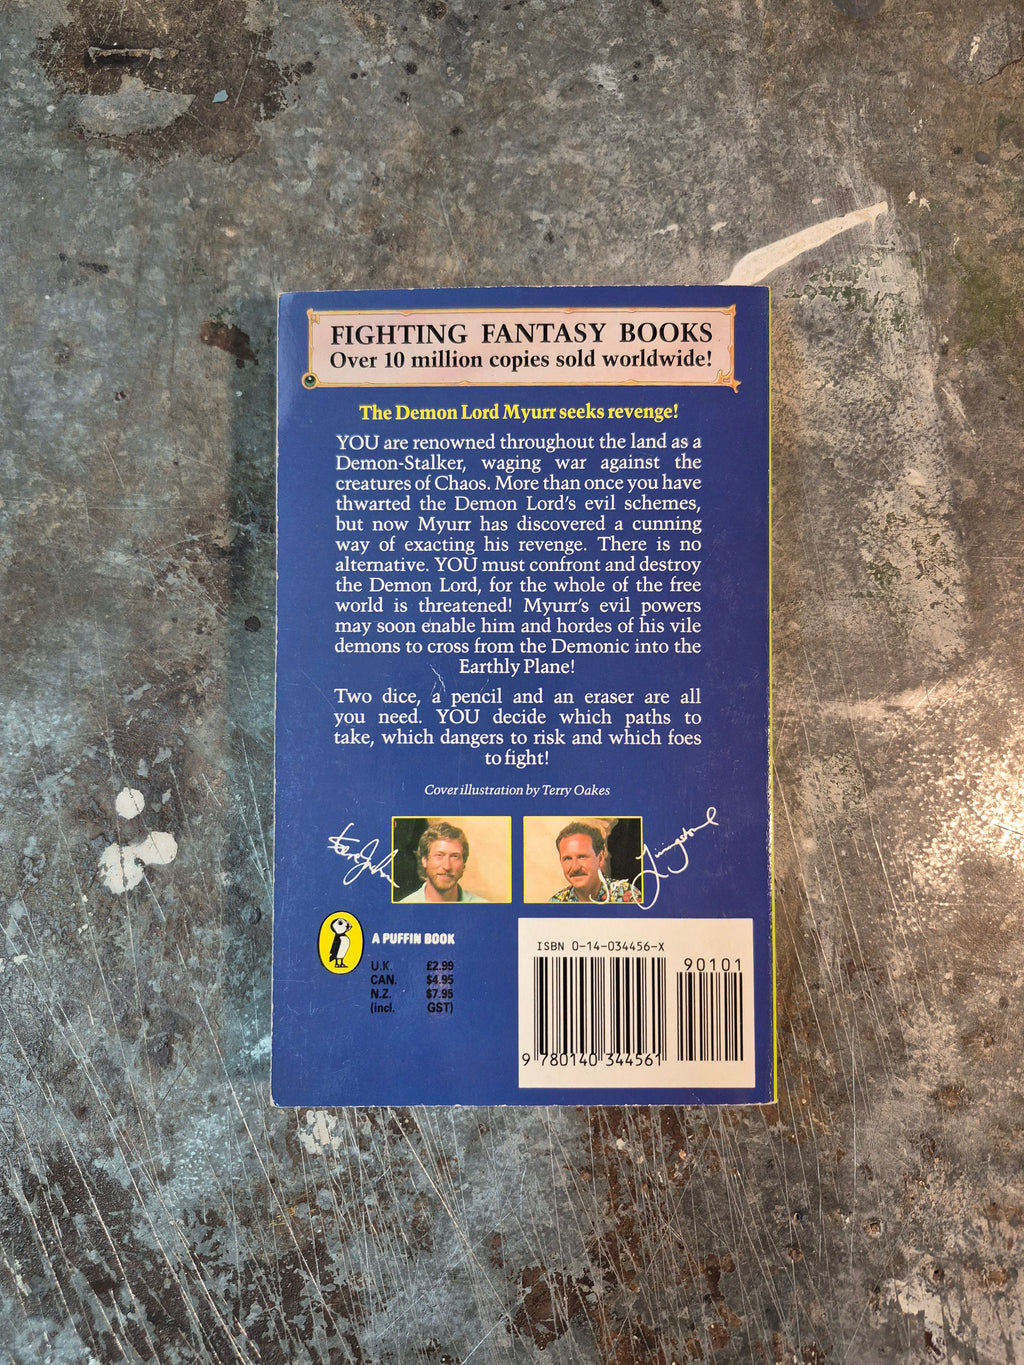 FIGHTING FANTASY BOOKS
Over 10 million copies sold worldwide!
The Demon Lord Myurr seeks revenge!
YOU are renowned throughout the land as a
Demon-Stalker, waging war against the
creatures of Chaos. More than once you have
thwarted the Demon Lord's evil schemes,
but now Myurr has discovered a cunning
way of exacting his revenge. There is no
alternative. YOU must confront and destroy
the Demon Lord, for the whole of the free
world is threatened! Myurr's evil powers
may soon enable him and hordes of his vile
demons to cross from the Demonic into the
Earthly Plane!
Two dice, a pencil and an eraser are all
you need. YOU decide which paths to
take, which dangers to risk and which foes
to fight!
Cover illustration by Terry Oakes
Livingstone
A PUFFIN BOOK
U.K. £2.99
CAN. $4.95
N.Z. $7.95
(incl. GST)
ISBN 0-14-034456-X
90101
9 780140 344561